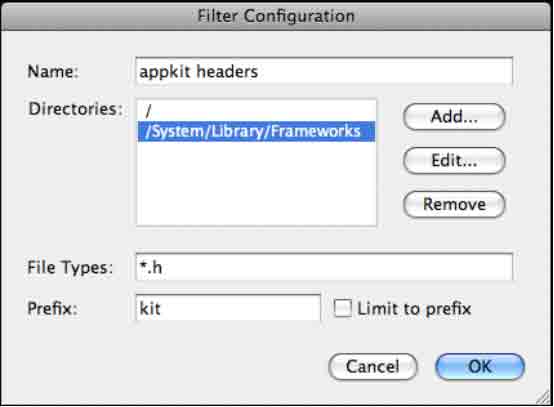 Filter Configuration
Name: appkit headers
Directories: /
/System/Library/Frameworks
Add...
Edit...
Remove
File Types: *.h
Prefix: kit Limit to prefix
Cancel OK